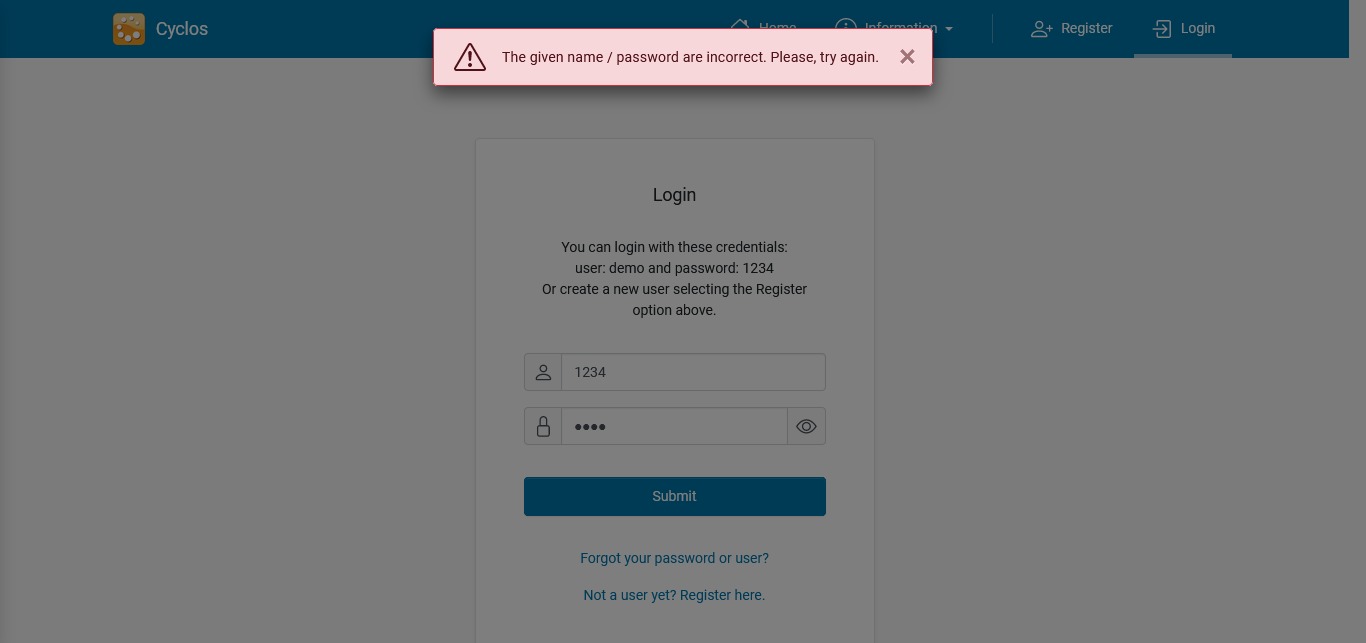 Cyclos
Home
Information
Register
Login
The given name / password are incorrect. Please, try again.
Login
You can login with these credentials:
user: demo and password: 1234
Or create a new user selecting the Register
option above.
1234
••••
Submit
Forgot your password or user?
Not a user yet? Register here.